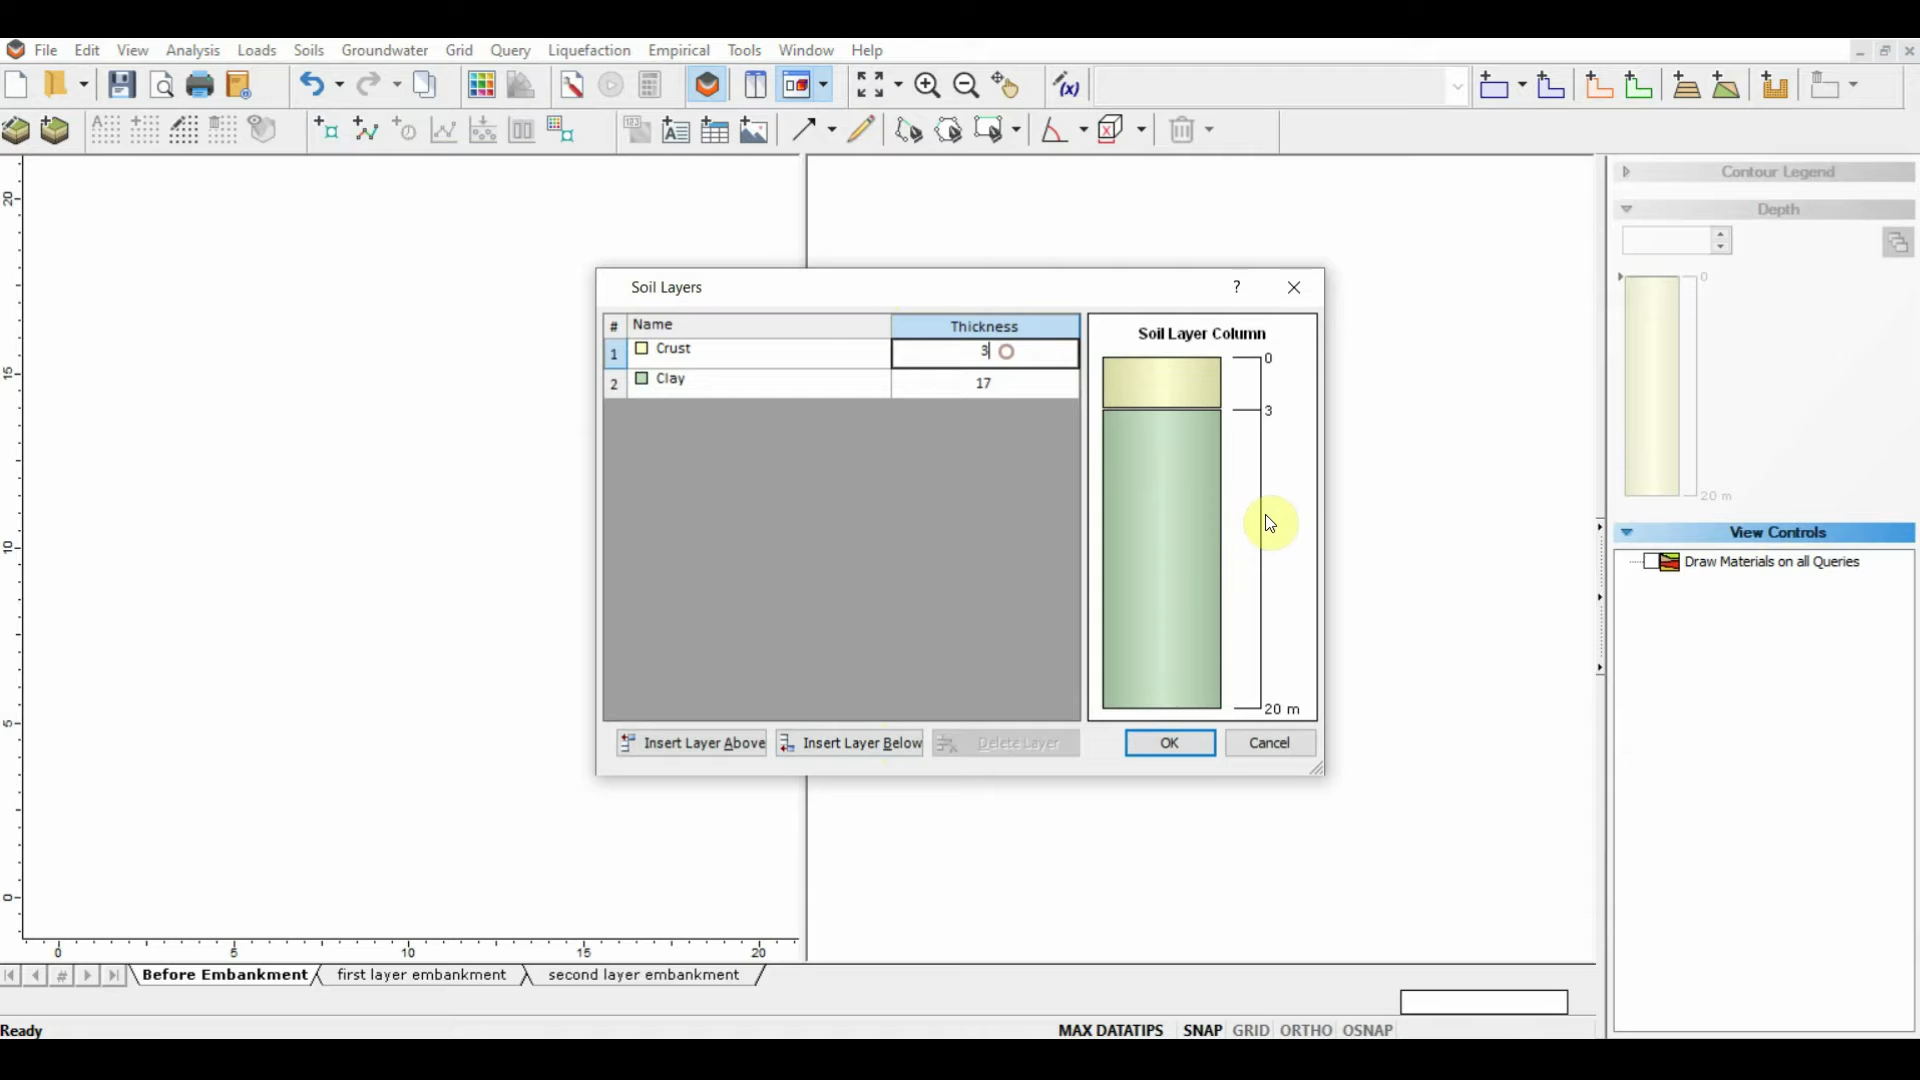 File Edit View Analysis Loads Soils Groundwater Grid Query Liquefaction Empirical Tools Window Help
Contour Legend
Depth
20
0
20 m
15
10
5
0
0 5 10 15 20
Soil Layers
?
# Name Thickness
1 Crust 3
2 Clay 17
Soil Layer Column
0
3
20 m
Insert Layer Above Insert Layer Below Delete Layer OK Cancel
View Controls
Draw Materials on all Queries
# Before Embankment first layer embankment second layer embankment
Ready MAX DATATIPS SNAP GRID ORTHO OSNAP